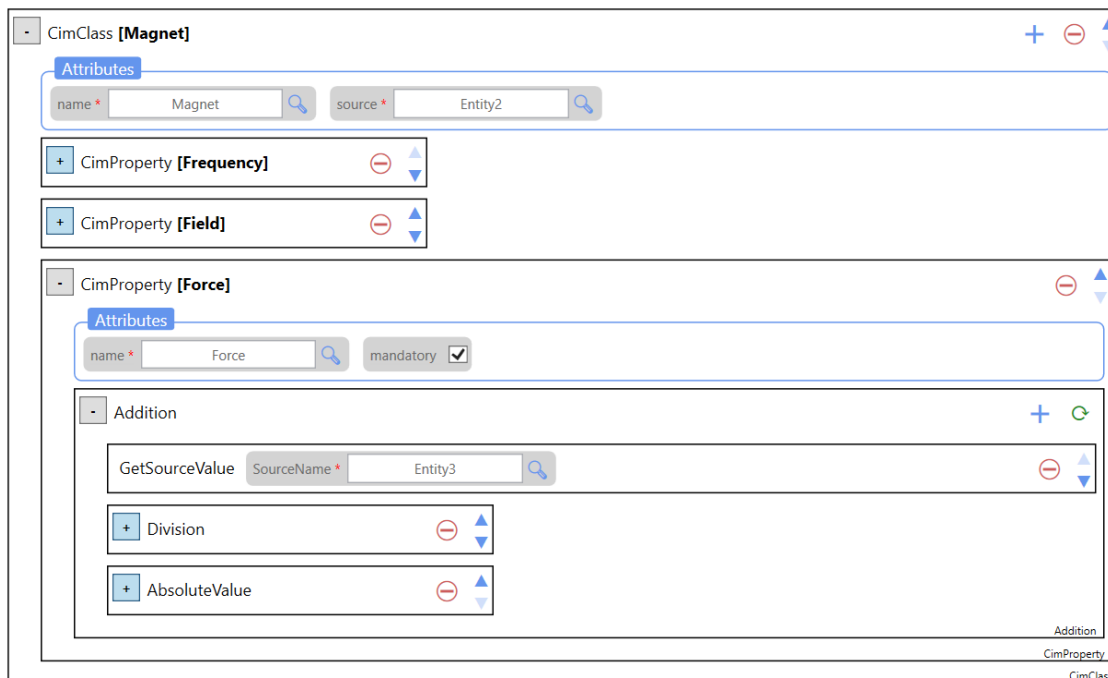 - CimClass [Magnet]
Attributes
name * Magnet source * Entity2
+ CimProperty [Frequency]
+ CimProperty [Field]
- CimProperty [Force]
Attributes
name * Force mandatory
- Addition
GetSourceValue SourceName * Entity3
+ Division
+ AbsoluteValue
Addition
CimProperty
CimClas